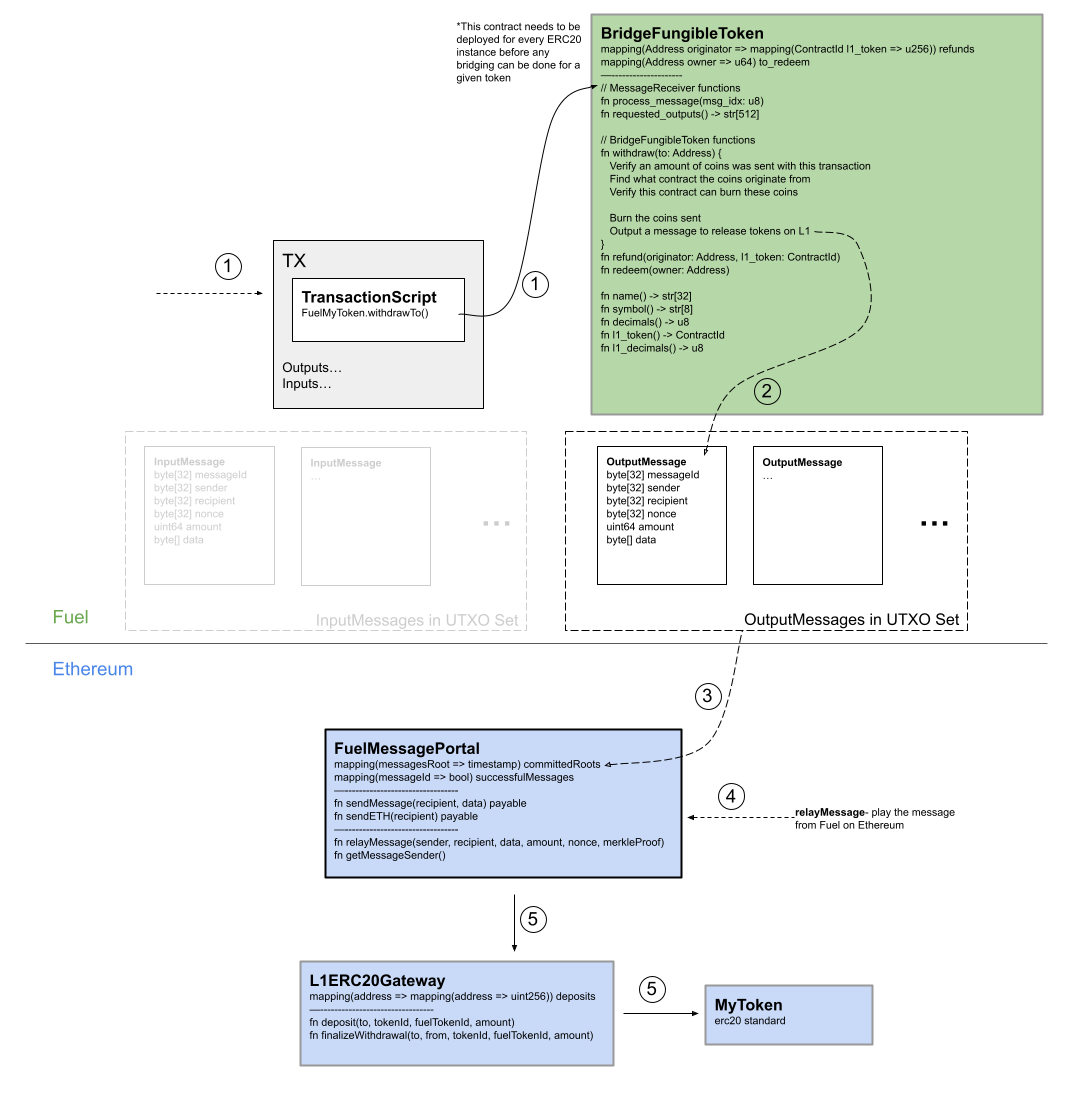 *This contract needs to be
deployed for every ERC20
instance before any
bridging can be done for a
given token
BridgeFungibleToken
mapping(Address originator => mapping(ContractId l1_token => u256)) refunds
mapping(Address owner => u64) to_redeem
-----------------------
// MessageReceiver functions
fn process_message(msg_idx: u8)
fn requested_outputs() -> str[512]
// BridgeFungibleToken functions
fn withdraw(to: Address) {
Verify an amount of coins was sent with this transaction
Find what contract the coins originate from
Verify this contract can burn these coins
Burn the coins sent
Output a message to release tokens on L1
}
fn refund(originator: Address, l1_token: ContractId)
fn redeem(owner: Address)
fn name() -> str[32]
fn symbol() -> str[8]
fn decimals() -> u8
fn l1_token() -> ContractId
fn l1_decimals() -> u8
1
TX
TransactionScript
FuelMyToken.withdrawTo()
Outputs…
Inputs…
1
2
InputMessage
byte[32] messageId
byte[32] sender
byte[32] recipient
byte[32] nonce
uint64 amount
byte[] data
InputMessage
…
...
InputMessages in UTXO Set
OutputMessage
byte[32] messageId
byte[32] sender
byte[32] recipient
byte[32] nonce
uint64 amount
byte[] data
OutputMessage
…
...
OutputMessages in UTXO Set
Fuel
Ethereum
3
FuelMessagePortal
mapping(messagesRoot => timestamp) committedRoots
mapping(messageId => bool) successfulMessages
-----------------------------------
fn sendMessage(recipient, data) payable
fn sendETH(recipient) payable
-----------------------------------
fn relayMessage(sender, recipient, data, amount, nonce, merkleProof)
fn getMessageSender()
4
relayMessage- play the message
from Fuel on Ethereum
5
L1ERC20Gateway
mapping(address => mapping(address => uint256)) deposits
-----------------------------------
fn deposit(to, tokenId, fuelTokenId, amount)
fn finalizeWithdrawal(to, from, tokenId, fuelTokenId, amount)
5
MyToken
erc20 standard